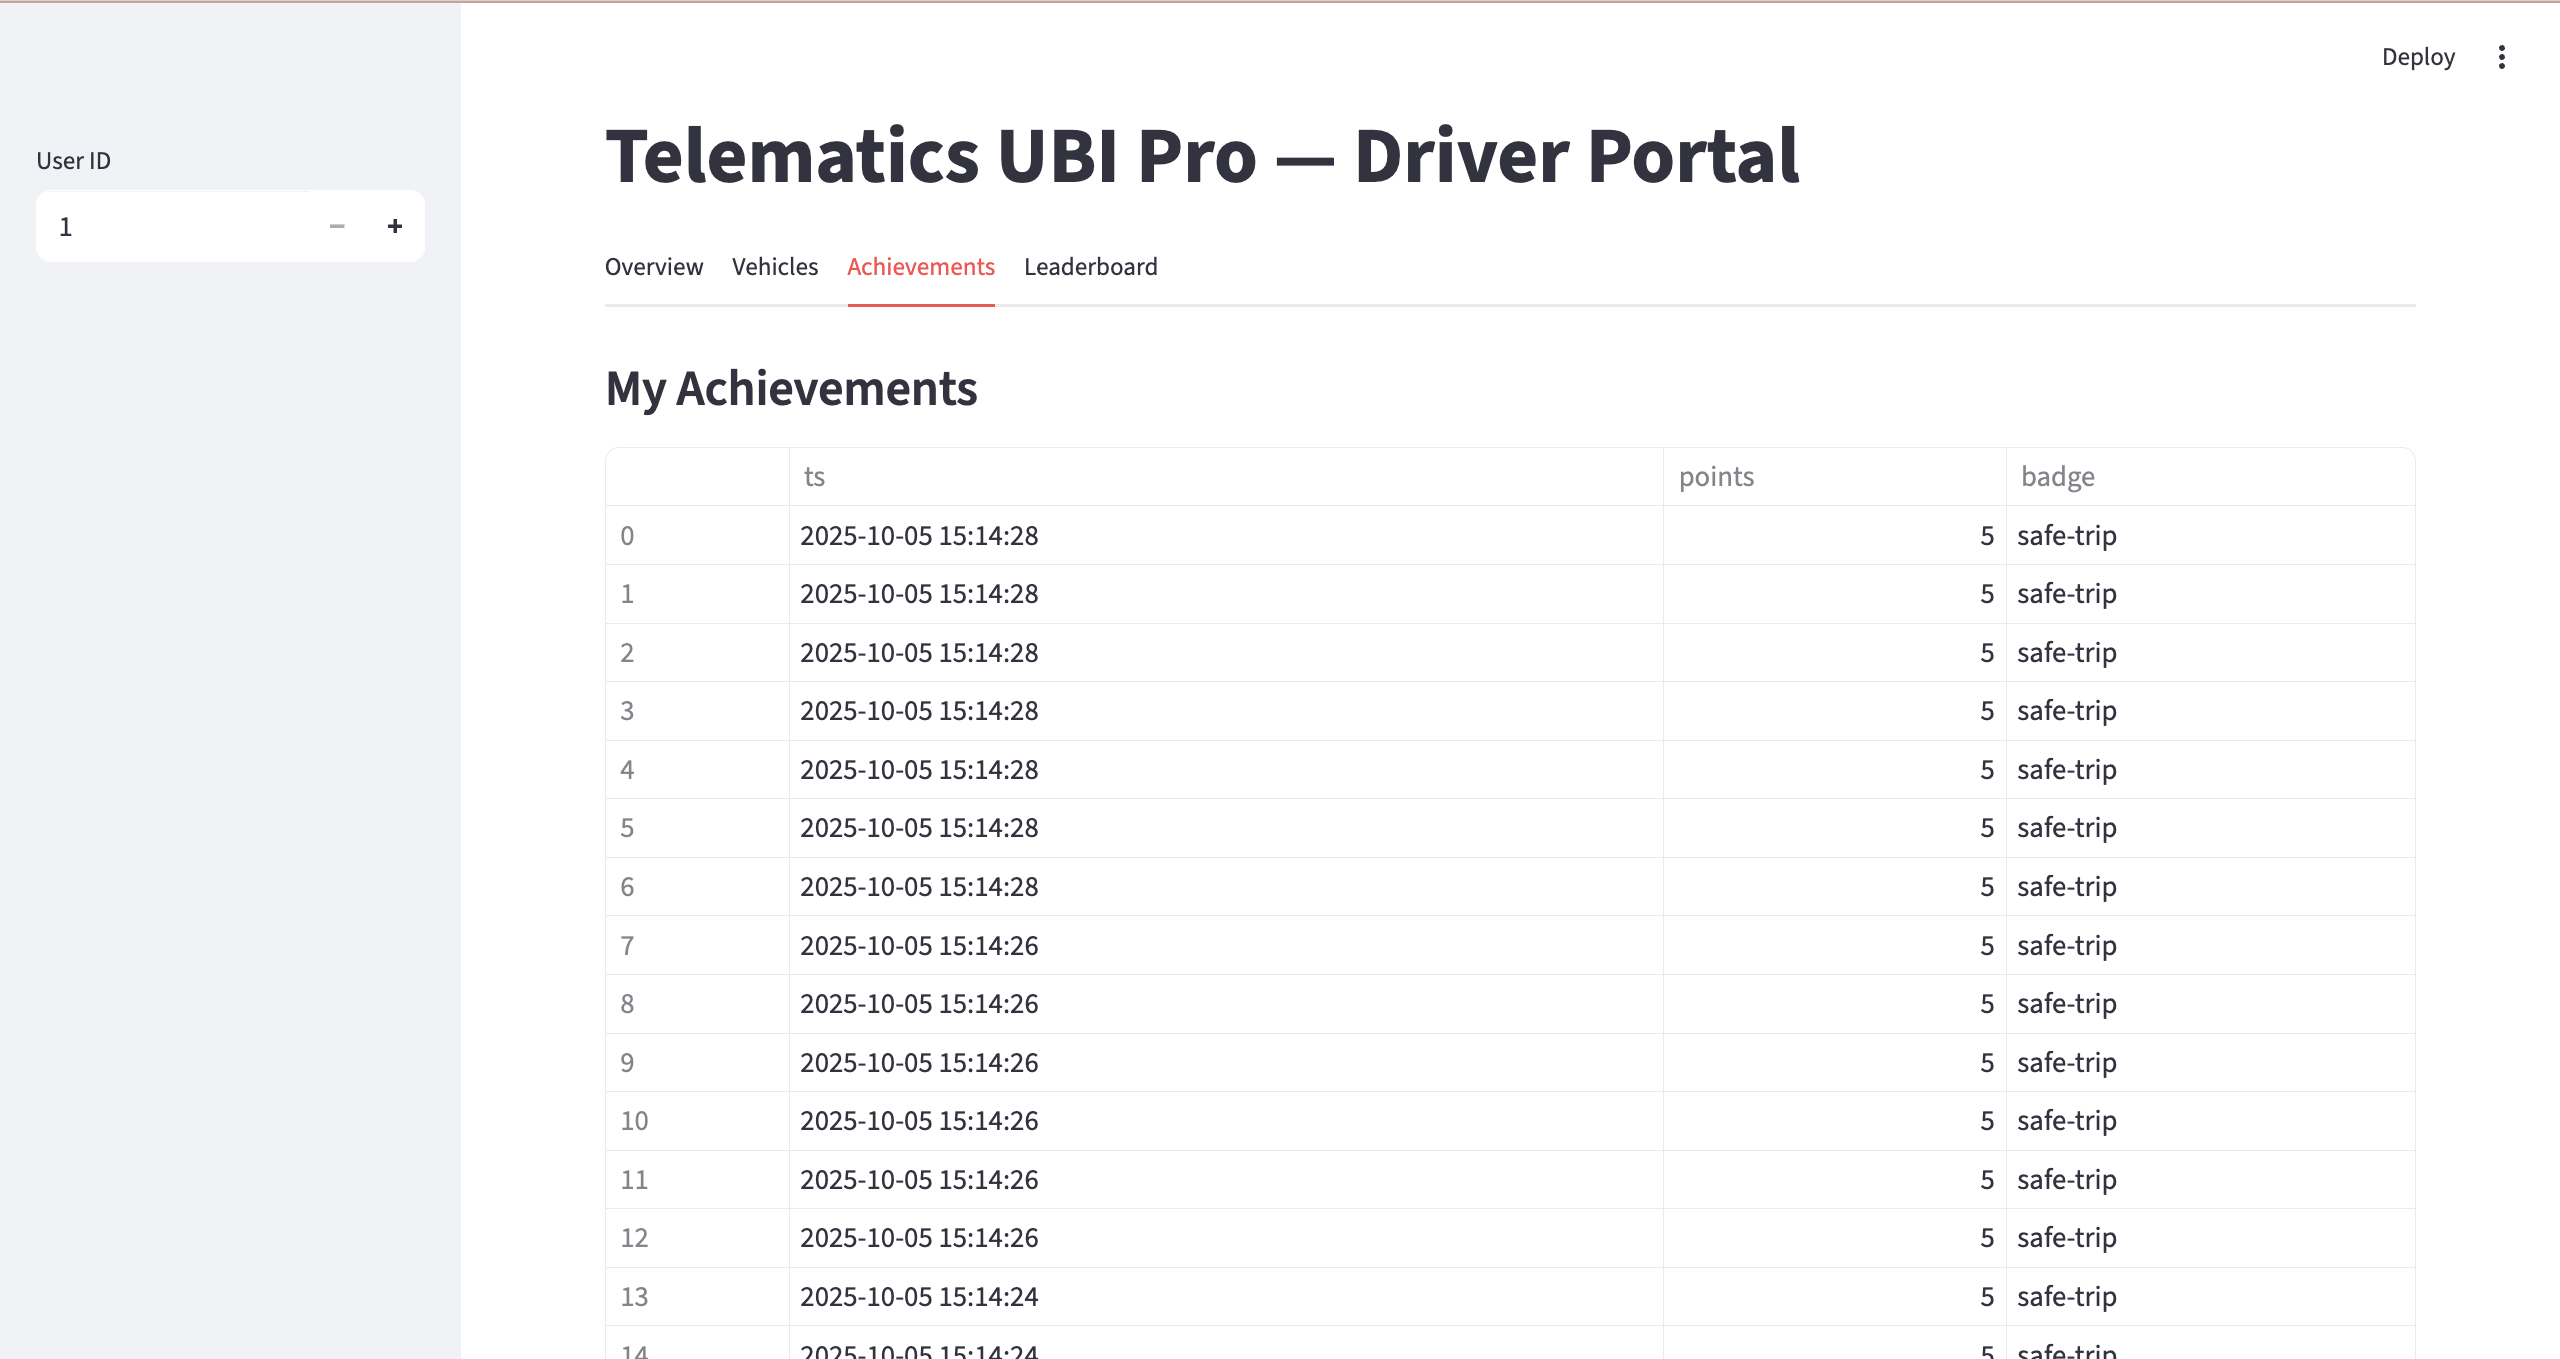 Deploy
User ID
1
Telematics UBI Pro — Driver Portal
Overview Vehicles Achievements Leaderboard
My Achievements
ts points badge
0 2025-10-05 15:14:28 5 safe-trip
1 2025-10-05 15:14:28 5 safe-trip
2 2025-10-05 15:14:28 5 safe-trip
3 2025-10-05 15:14:28 5 safe-trip
4 2025-10-05 15:14:28 5 safe-trip
5 2025-10-05 15:14:28 5 safe-trip
6 2025-10-05 15:14:28 5 safe-trip
7 2025-10-05 15:14:26 5 safe-trip
8 2025-10-05 15:14:26 5 safe-trip
9 2025-10-05 15:14:26 5 safe-trip
10 2025-10-05 15:14:26 5 safe-trip
11 2025-10-05 15:14:26 5 safe-trip
12 2025-10-05 15:14:26 5 safe-trip
13 2025-10-05 15:14:24 5 safe-trip
14 2025-10-05 15:14:24 5 safe-trip